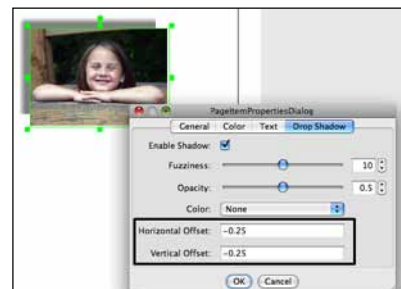 PageItemPropertiesDialog
General Color Text Drop Shadow
Enable Shadow:
Fuzziness: 10
Opacity: 0.5
Color: None
Horizontal Offset: -0.25
Vertical Offset: -0.25
OK Cancel